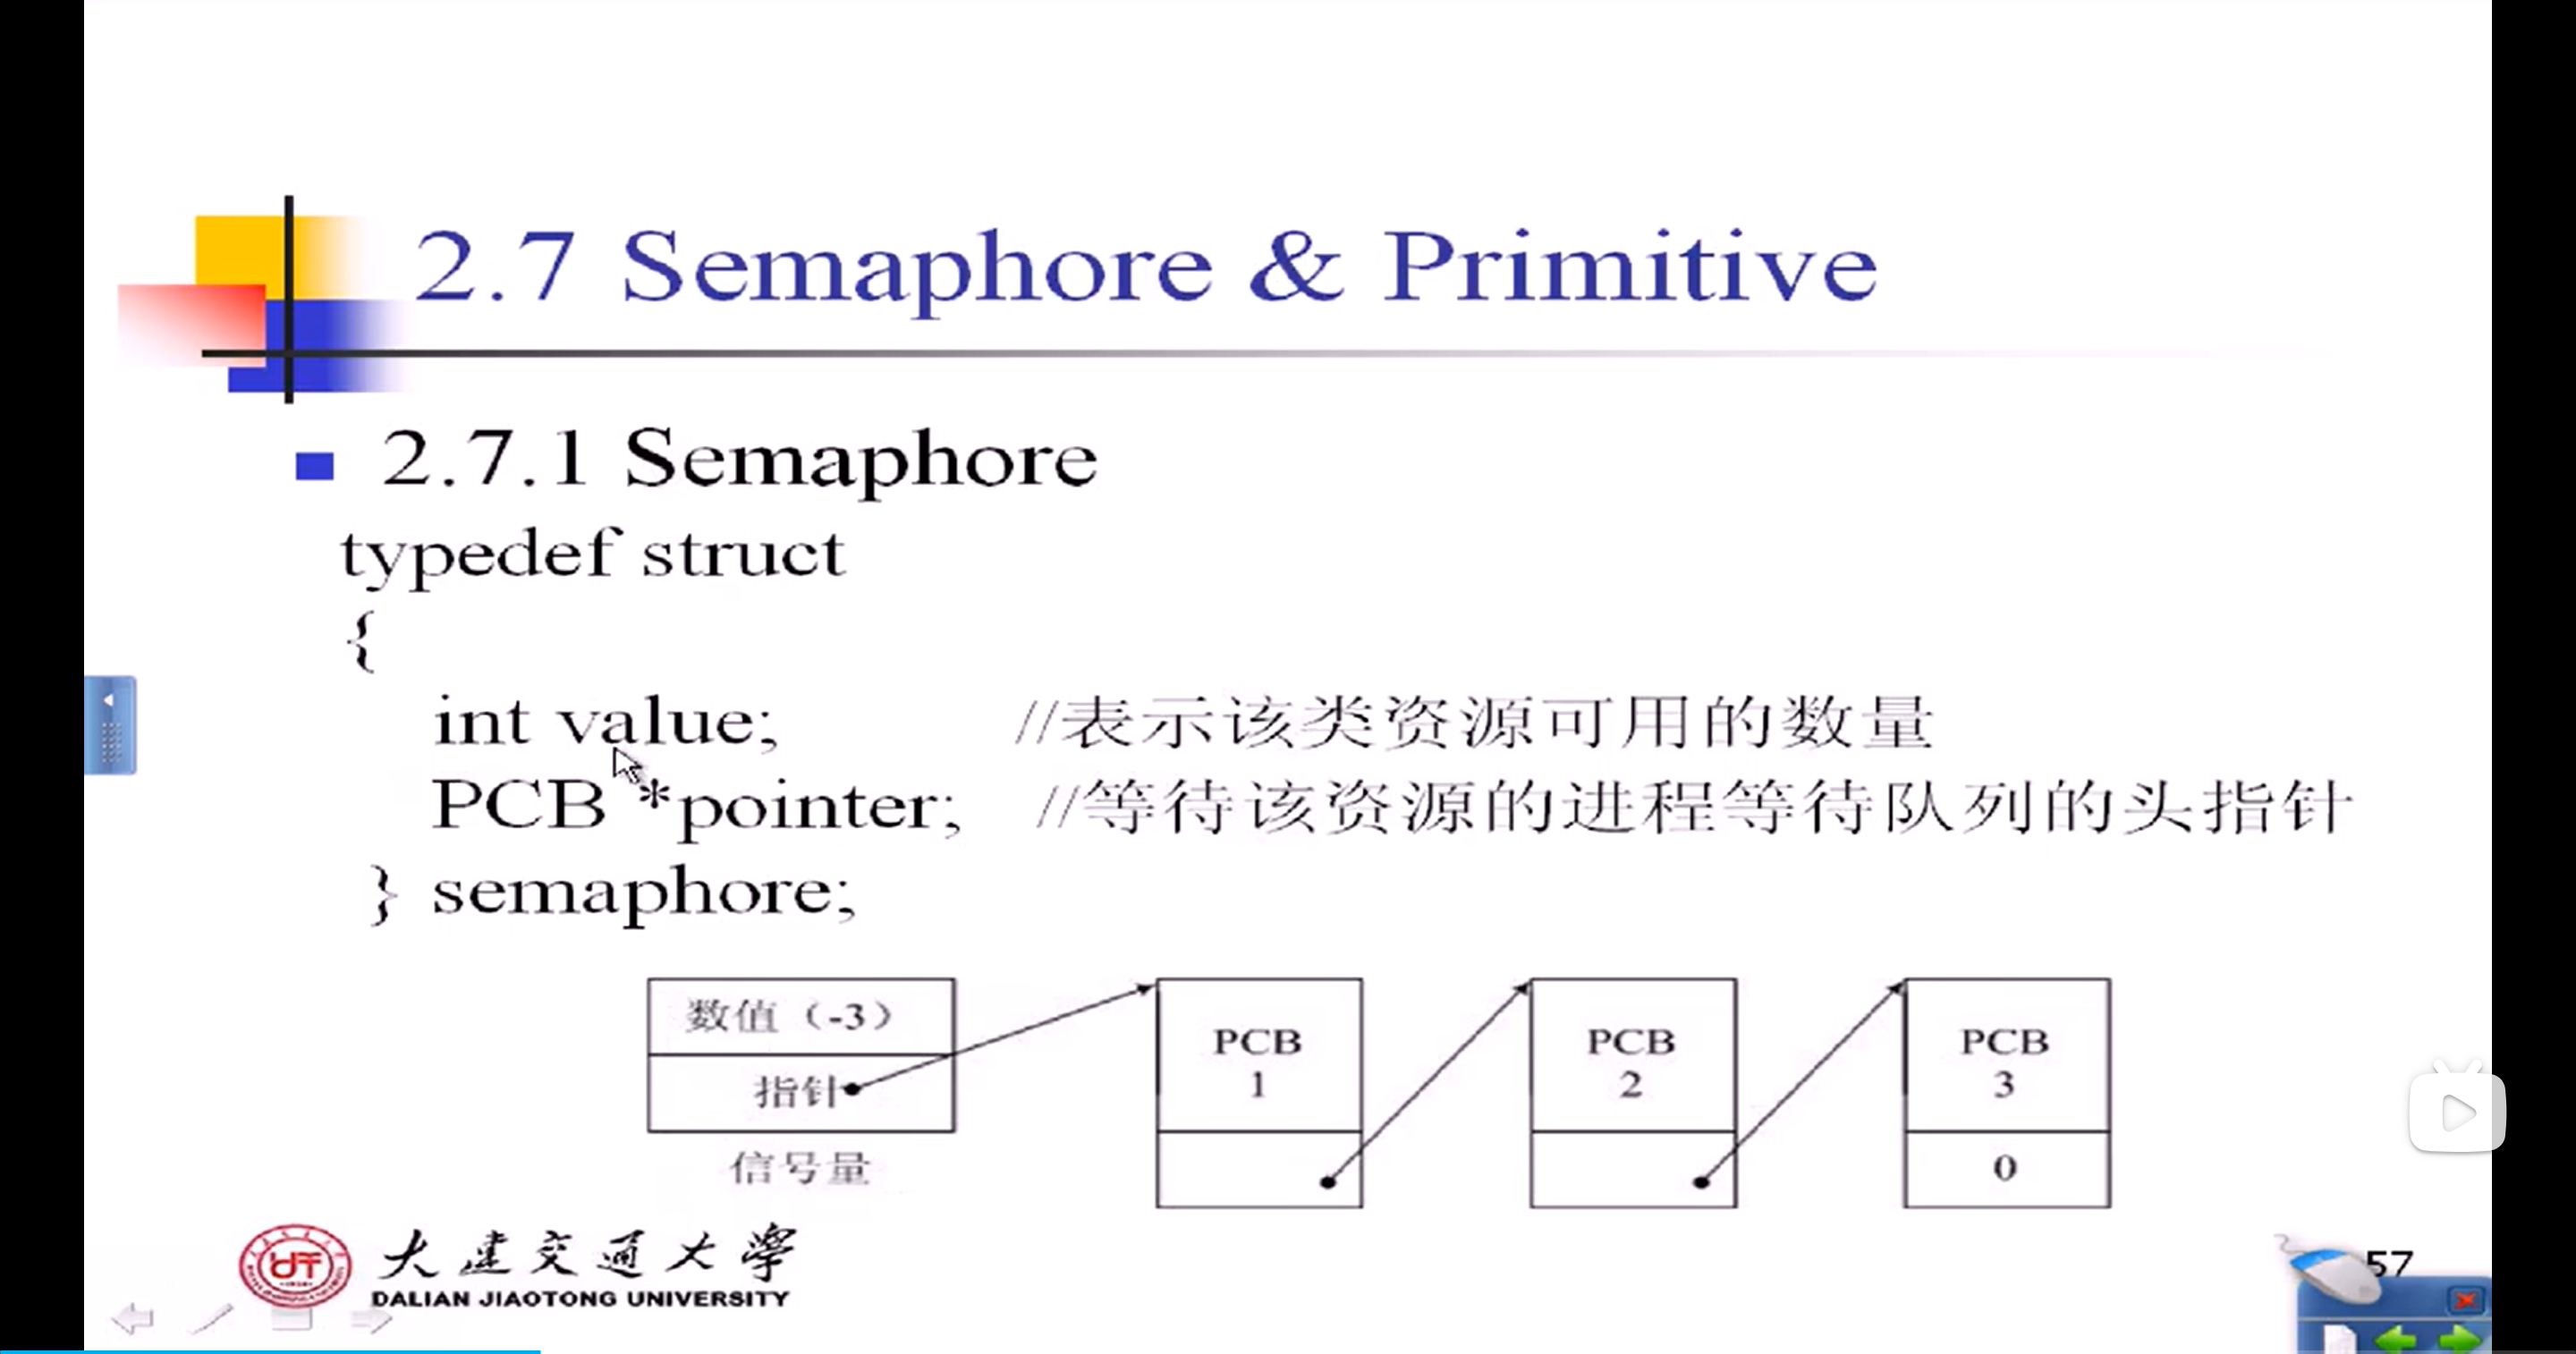 2.7 Semaphore & Primitive
2.7.1 Semaphore
typedef struct
{
int value; //表示该类资源可用的数量
PCB *pointer; //等待该资源的进程等待队列的头指针
} semaphore;
数值（-3）
指针
信号量
PCB
1
PCB
2
PCB
3
0
大连交通大学
DALIAN JIAOTONG UNIVERSITY
57